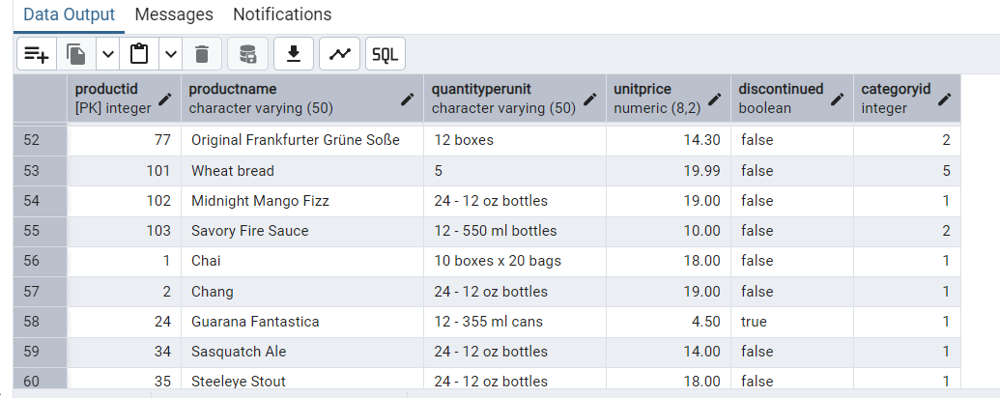 Data Output Messages Notifications
SQL
productid productname quantityperunit unitprice discontinued categoryid
[PK] integer character varying (50) character varying (50) numeric (8,2) boolean integer
52 77 Original Frankfurter Grüne Soße 12 boxes 14.30 false 2
53 101 Wheat bread 5 19.99 false 5
54 102 Midnight Mango Fizz 24 - 12 oz bottles 19.00 false 1
55 103 Savory Fire Sauce 12 - 550 ml bottles 10.00 false 2
56 1 Chai 10 boxes x 20 bags 18.00 false 1
57 2 Chang 24 - 12 oz bottles 19.00 false 1
58 24 Guarana Fantastica 12 - 355 ml cans 4.50 true 1
59 34 Sasquatch Ale 24 - 12 oz bottles 14.00 false 1
60 35 Steeleye Stout 24 - 12 oz bottles 18.00 false 1